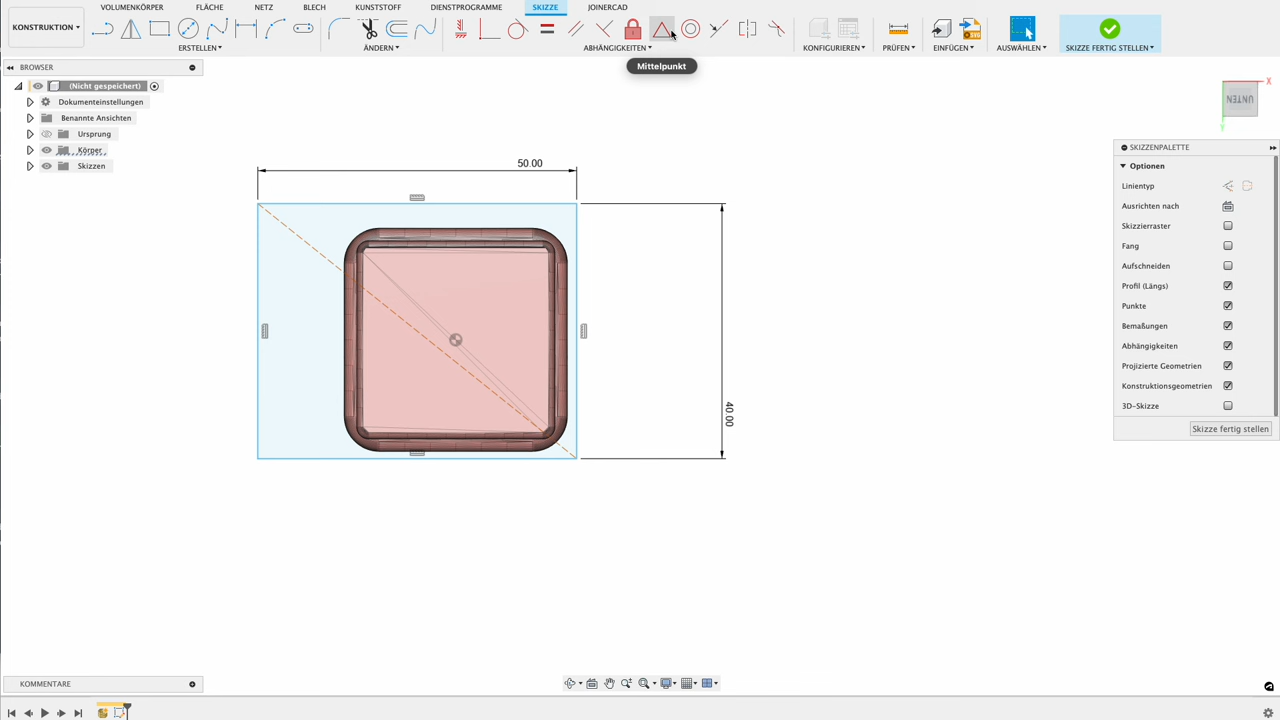 VOLUMENKÖRPER FLÄCHE NETZ BLECH KUNSTSTOFF DIENSTPROGRAMME SKIZZE JOINERCAD
KONSTRUKTION
ERSTELLEN ÄNDERN ABHÄNGIGKEITEN KONFIGURIEREN PRÜFEN EINFÜGEN AUSWÄHLEN SKIZZE FERTIG STELLEN
Mittelpunkt
BROWSER
(Nicht gespeichert)
Dokumenteinstellungen
Benannte Ansichten
Ursprung
Körper
Skizzen
50.00
40.00
X
Y
UNTEN
SKIZZENPALETTE
Optionen
Linientyp
Ausrichten nach
Skizzierraster
Fang
Aufschneiden
Profil (Längs)
Punkte
Bemaßungen
Abhängigkeiten
Projizierte Geometrien
Konstruktionsgeometrien
3D-Skizze
Skizze fertig stellen
KOMMENTARE